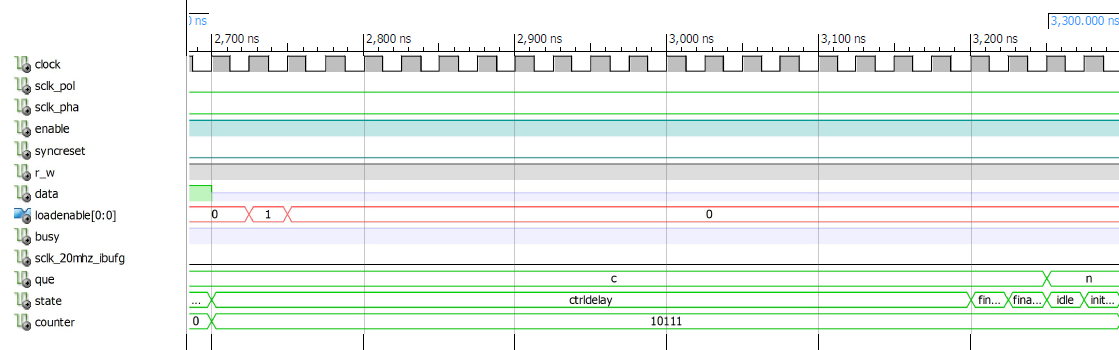 0 ns 3,300.000 ns
2,700 ns 2,800 ns 2,900 ns 3,000 ns 3,100 ns 3,200 ns
clock
sclk_pol
sclk_pha
enable
syncreset
r_w
data
loadenable[0:0] 0 1 0
busy
sclk_20mhz_ibufg
que c n
state ... ctrldelay fin... fina... idle init...
counter 0 10111